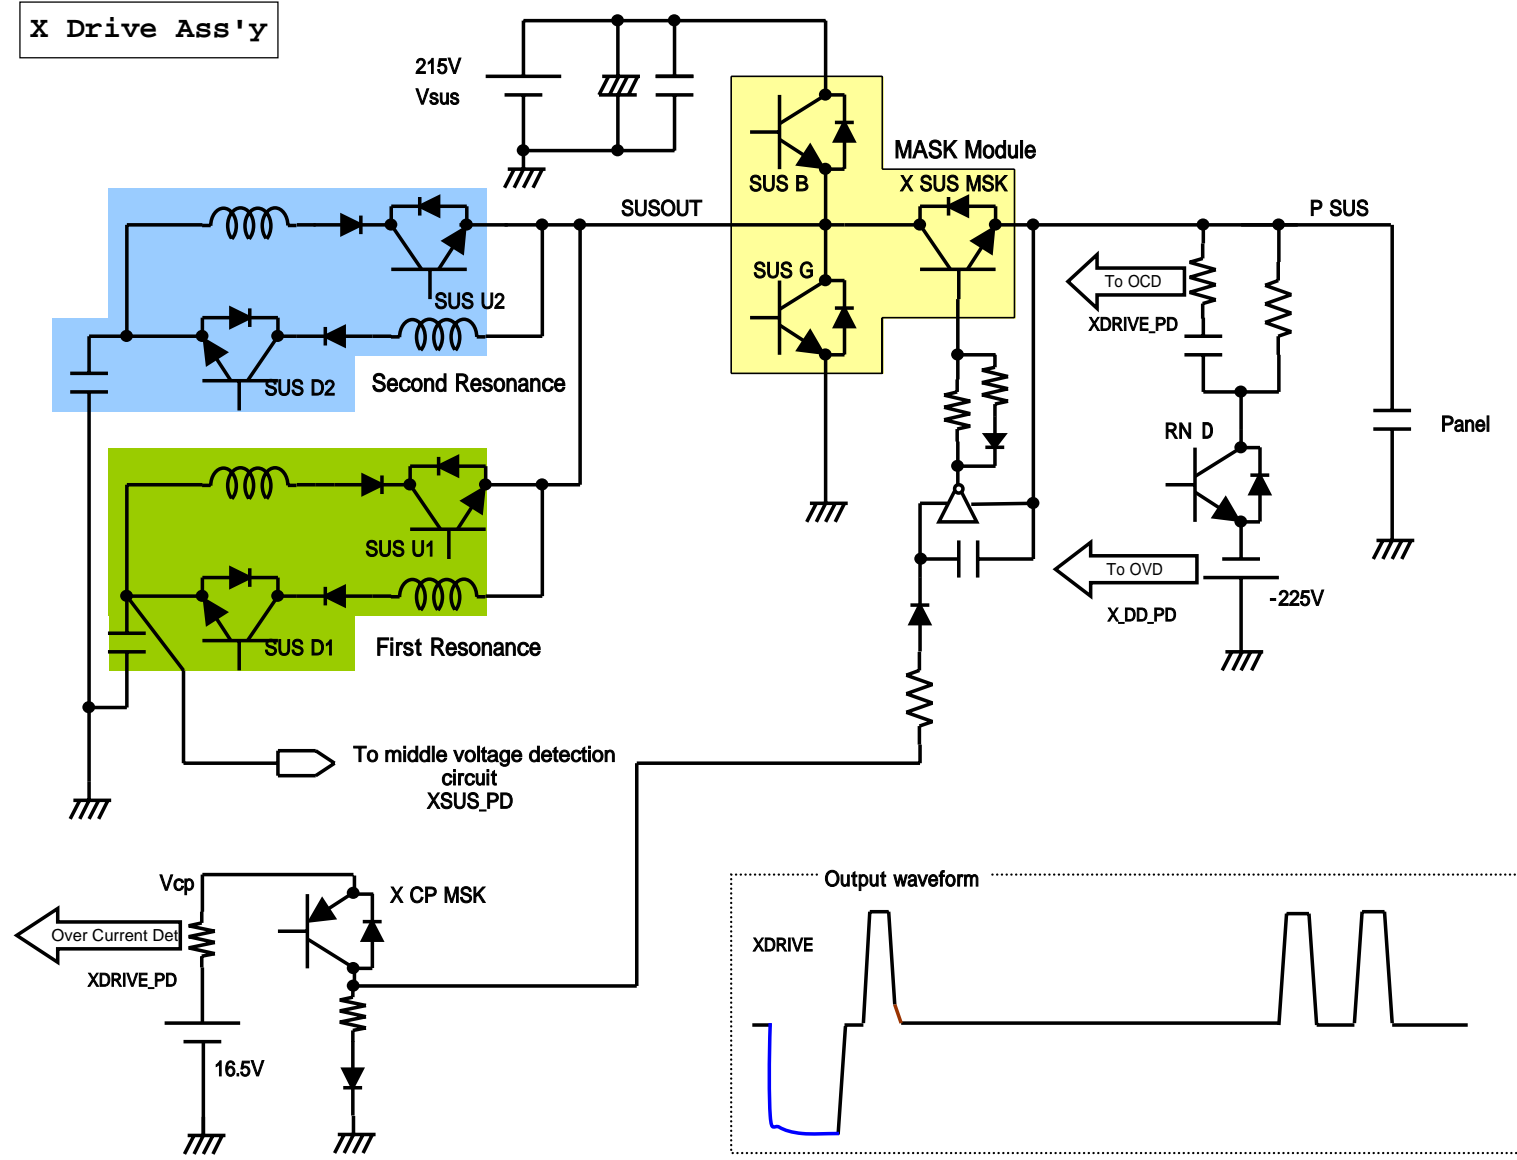 X Drive Ass'y
215V
Vsus
MASK Module
SUS B
X SUS MSK
SUSOUT
P SUS
SUS G
To OCD
XDRIVE_PD
SUS U2
SUS D2
Second Resonance
RN D
Panel
SUS U1
To OVD
X_DD_PD
-225V
SUS D1
First Resonance
To middle voltage detection
circuit
XSUS_PD
Vcp
X CP MSK
Over Current Det
XDRIVE_PD
16.5V
Output waveform
XDRIVE